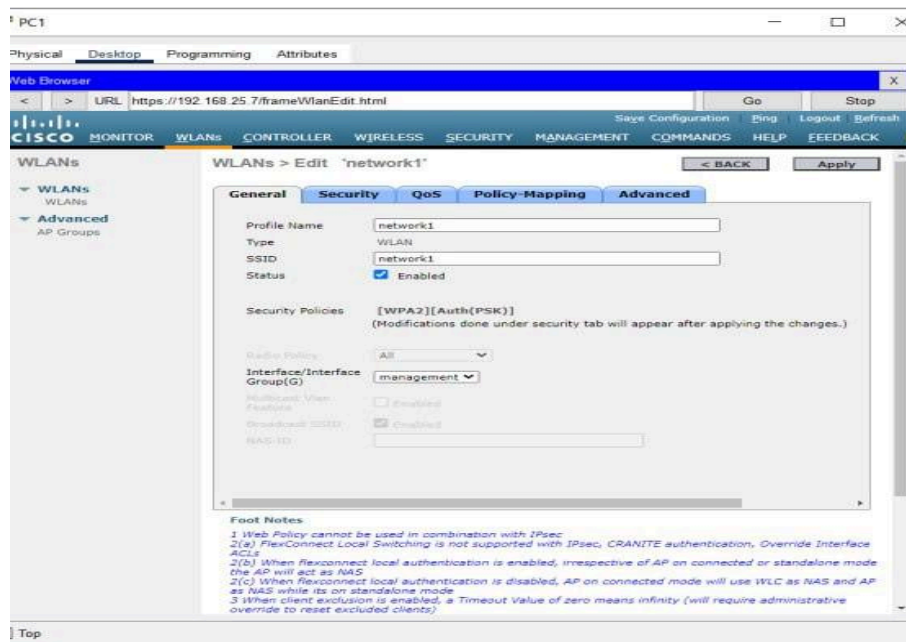 PC1
Physical Desktop Programming Attributes
Web Browser X
< > URL https://192.168.25.7/frameWlanEdit.html Go Stop
Save Configuration Ping Logout Refresh
CISCO MONITOR WLANs CONTROLLER WIRELESS SECURITY MANAGEMENT COMMANDS HELP FEEDBACK
WLANs
WLANs
WLANs
Advanced
AP Groups
WLANs > Edit 'network1' < BACK Apply
General Security QoS Policy-Mapping Advanced
Profile Name network1
Type WLAN
SSID network1
Status Enabled
Security Policies [WPA2][Auth(PSK)]
(Modifications done under security tab will appear after applying the changes.)
Radio Policy All
Interface/Interface
Group(G) management
Multicast Vlan
Feature Enabled
Broadcast SSID Enabled
NAS-ID
Foot Notes
1 Web Policy cannot be used in combination with IPsec
2(a) FlexConnect Local Switching is not supported with IPsec, CRANITE authentication, Override Interface
ACLs
2(b) When flexconnect local authentication is enabled, irrespective of AP on connected or standalone mode
the AP will act as NAS
2(c) When flexconnect local authentication is disabled, AP on connected mode will use WLC as NAS and AP
as NAS while its on standalone mode
3 When client exclusion is enabled, a Timeout Value of zero means infinity (will require administrative
override to reset excluded clients)
Top